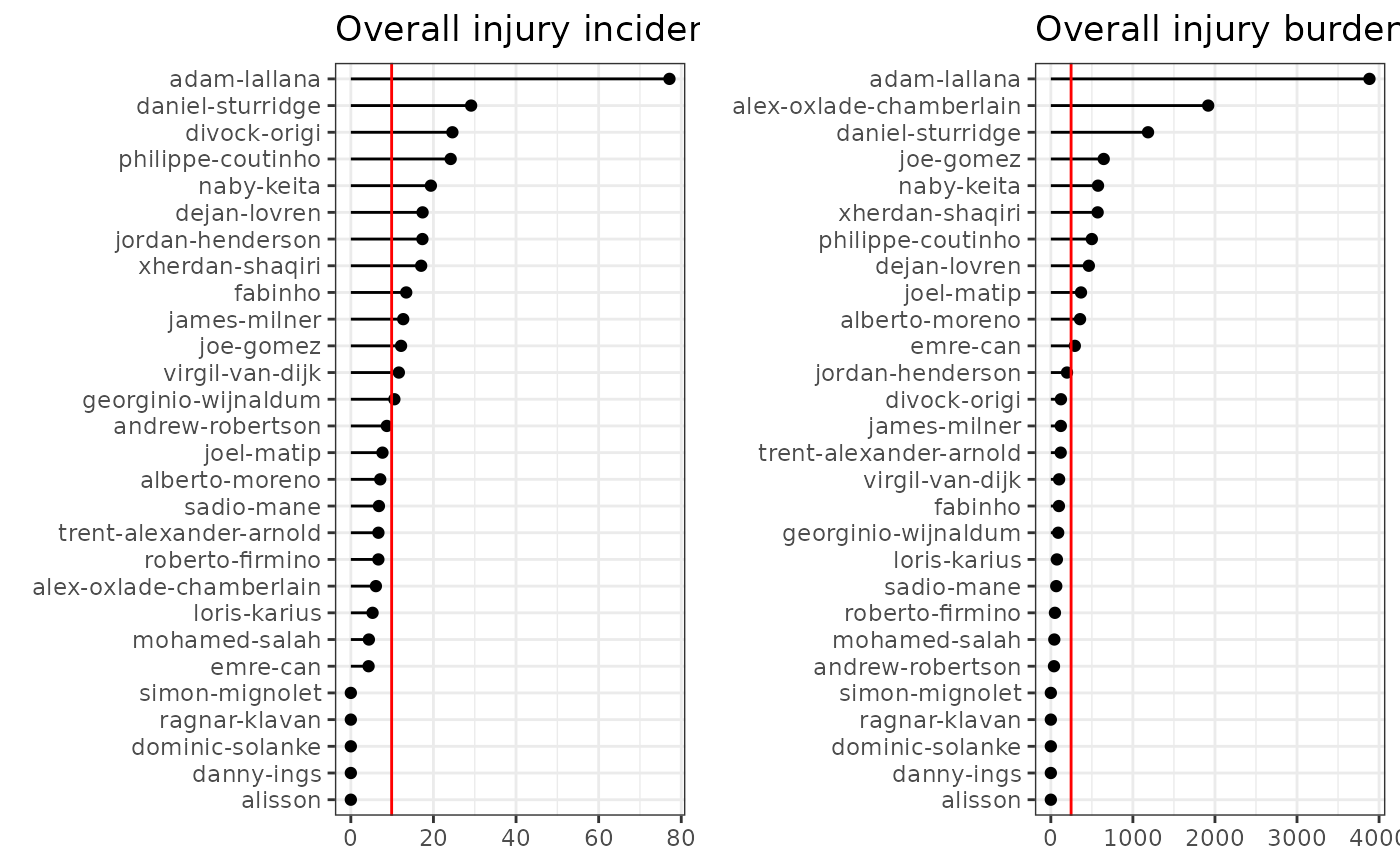 Overall injury inciden
adam-lallana
daniel-sturridge
divock-origi
philippe-coutinho
naby-keita
dejan-lovren
jordan-henderson
xherdan-shaqiri
fabinho
james-milner
joe-gomez
virgil-van-dijk
georginio-wijnaldum
andrew-robertson
joel-matip
alberto-moreno
sadio-mane
trent-alexander-arnold
roberto-firmino
alex-oxlade-chamberlain
loris-karius
mohamed-salah
emre-can
simon-mignolet
ragnar-klavan
dominic-solanke
danny-ings
alisson
0 20 40 60 80
Overall injury burden
adam-lallana
alex-oxlade-chamberlain
daniel-sturridge
joe-gomez
naby-keita
xherdan-shaqiri
philippe-coutinho
dejan-lovren
joel-matip
alberto-moreno
emre-can
jordan-henderson
divock-origi
james-milner
trent-alexander-arnold
virgil-van-dijk
fabinho
georginio-wijnaldum
loris-karius
sadio-mane
roberto-firmino
mohamed-salah
andrew-robertson
simon-mignolet
ragnar-klavan
dominic-solanke
danny-ings
alisson
0 1000 2000 3000 4000